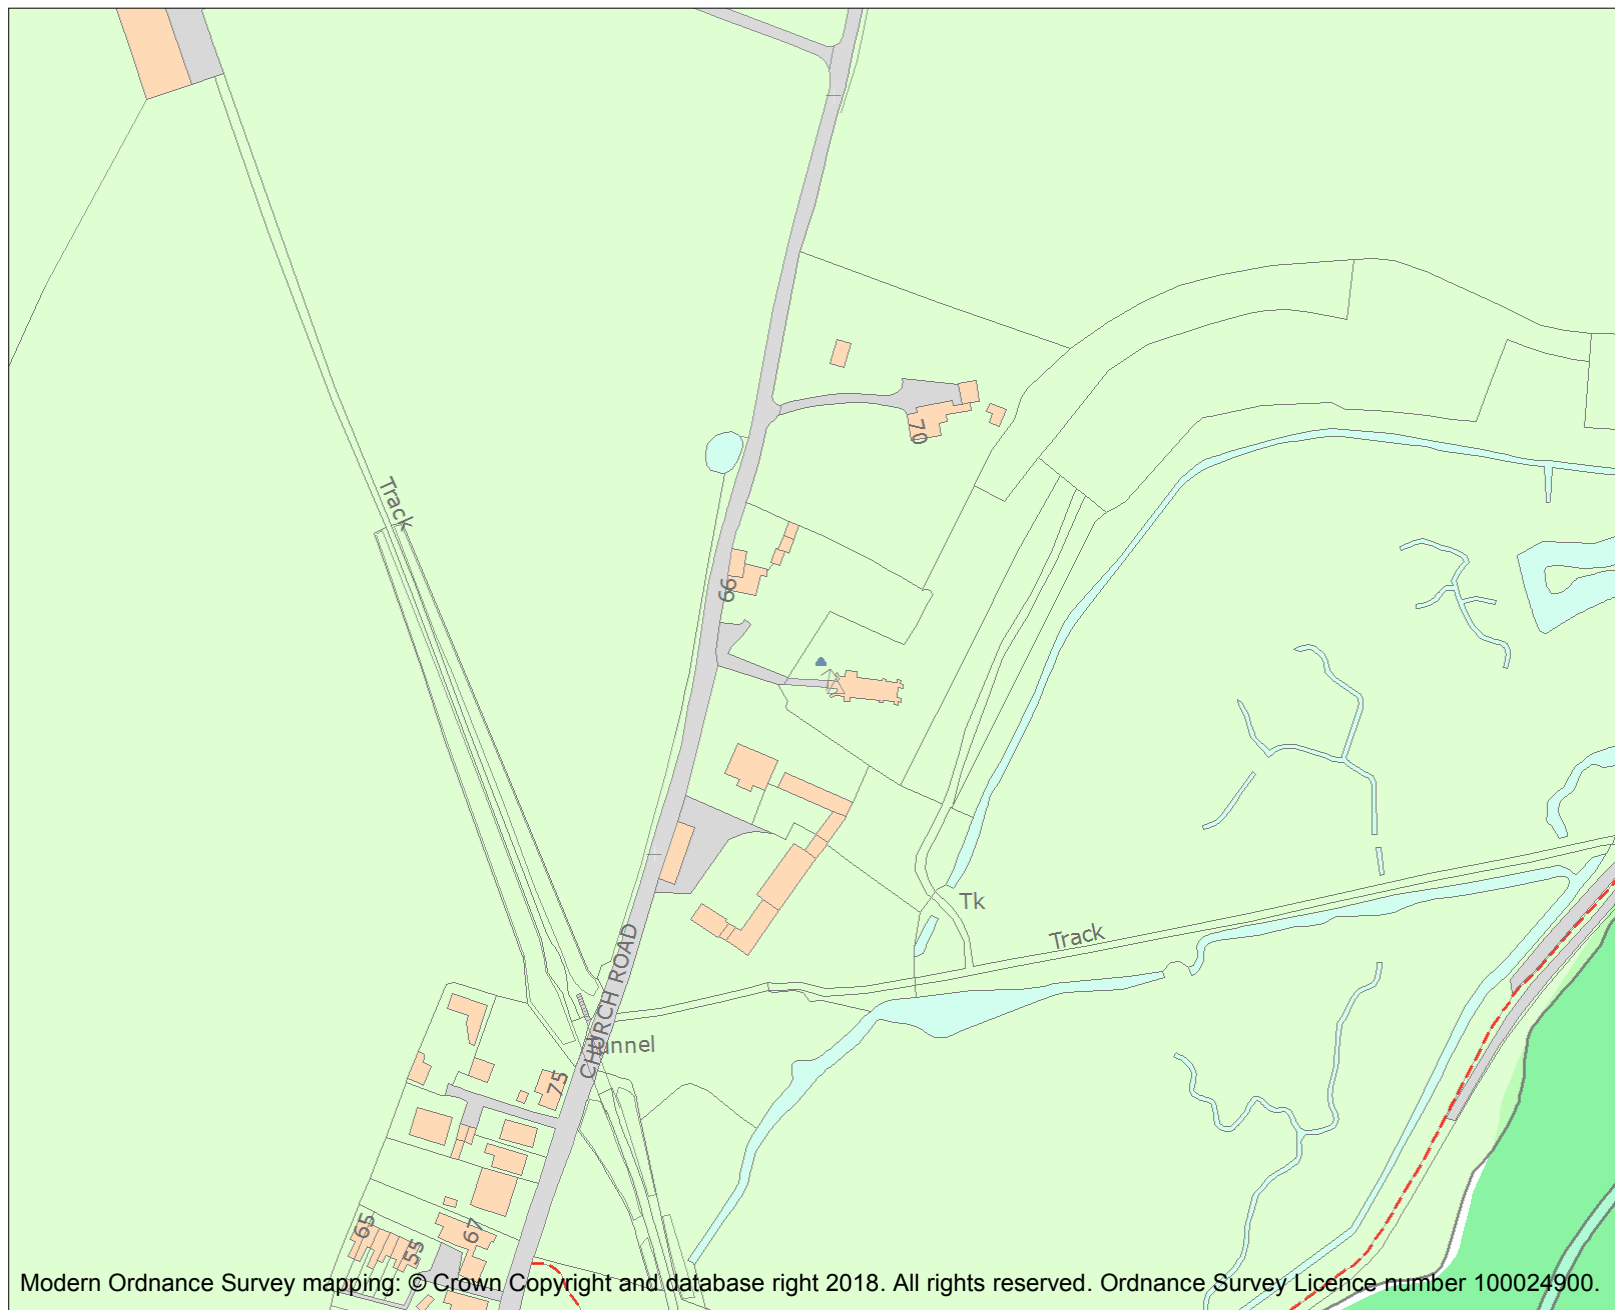 Track
70
66
Tk
Track
CHURCH ROAD
Tunnel
75
65
67
55
Modern Ordnance Survey mapping: © Crown Copyright and database right 2018. All rights reserved. Ordnance Survey Licence number 100024900.